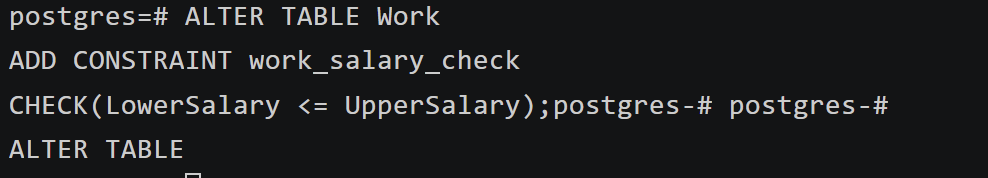 postgres=# ALTER TABLE Work
ADD CONSTRAINT work_salary_check
CHECK(LowerSalary <= UpperSalary);postgres-# postgres-#
ALTER TABLE